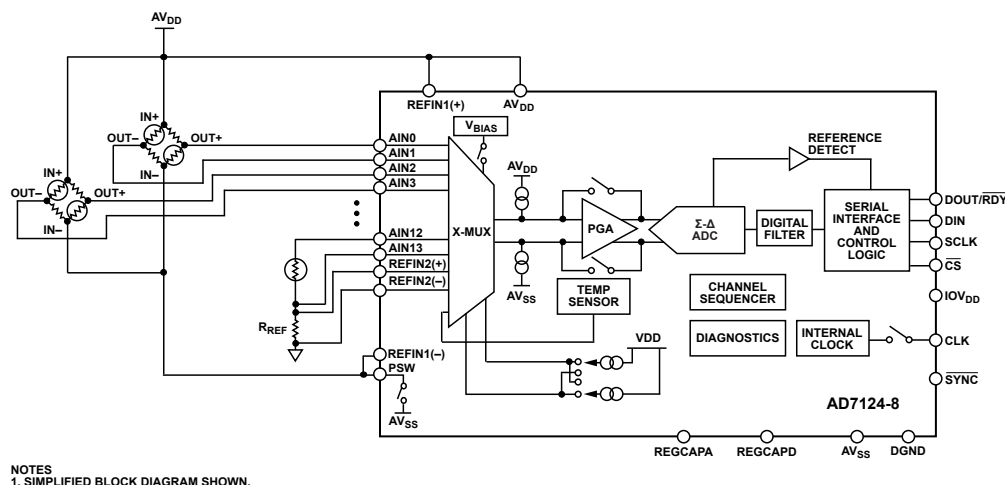 AVDD
REFIN1(+)
AVDD
IN+
OUT–
OUT+
IN–
IN+
OUT–
OUT+
IN–
AIN0
AIN1
AIN2
AIN3
AIN12
AIN13
REFIN2(+)
REFIN2(–)
RREF
REFIN1(–)
PSW
AVSS
VBIAS
X-MUX
AVDD
AVSS
PGA
TEMP
SENSOR
VDD
Σ-Δ
ADC
REFERENCE
DETECT
DIGITAL
FILTER
SERIAL
INTERFACE
AND
CONTROL
LOGIC
CHANNEL
SEQUENCER
DIAGNOSTICS
INTERNAL
CLOCK
DOUT/RDY
DIN
SCLK
CS
IOVDD
CLK
SYNC
AD7124-8
REGCAPA
REGCAPD
AVSS
DGND
NOTES
1. SIMPLIFIED BLOCK DIAGRAM SHOWN.